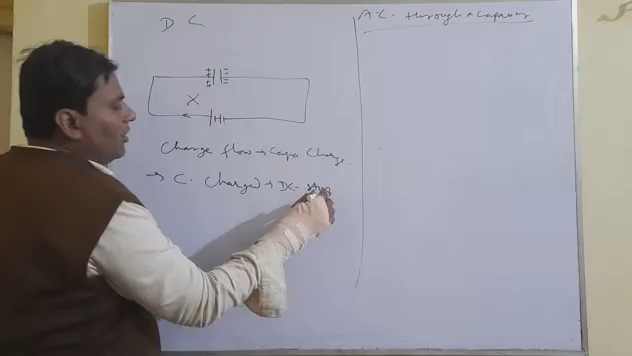 D C
A.C. through a Capacitor
X
Charge flow → Capa. Charge.
→ C. Charged → DC - stop